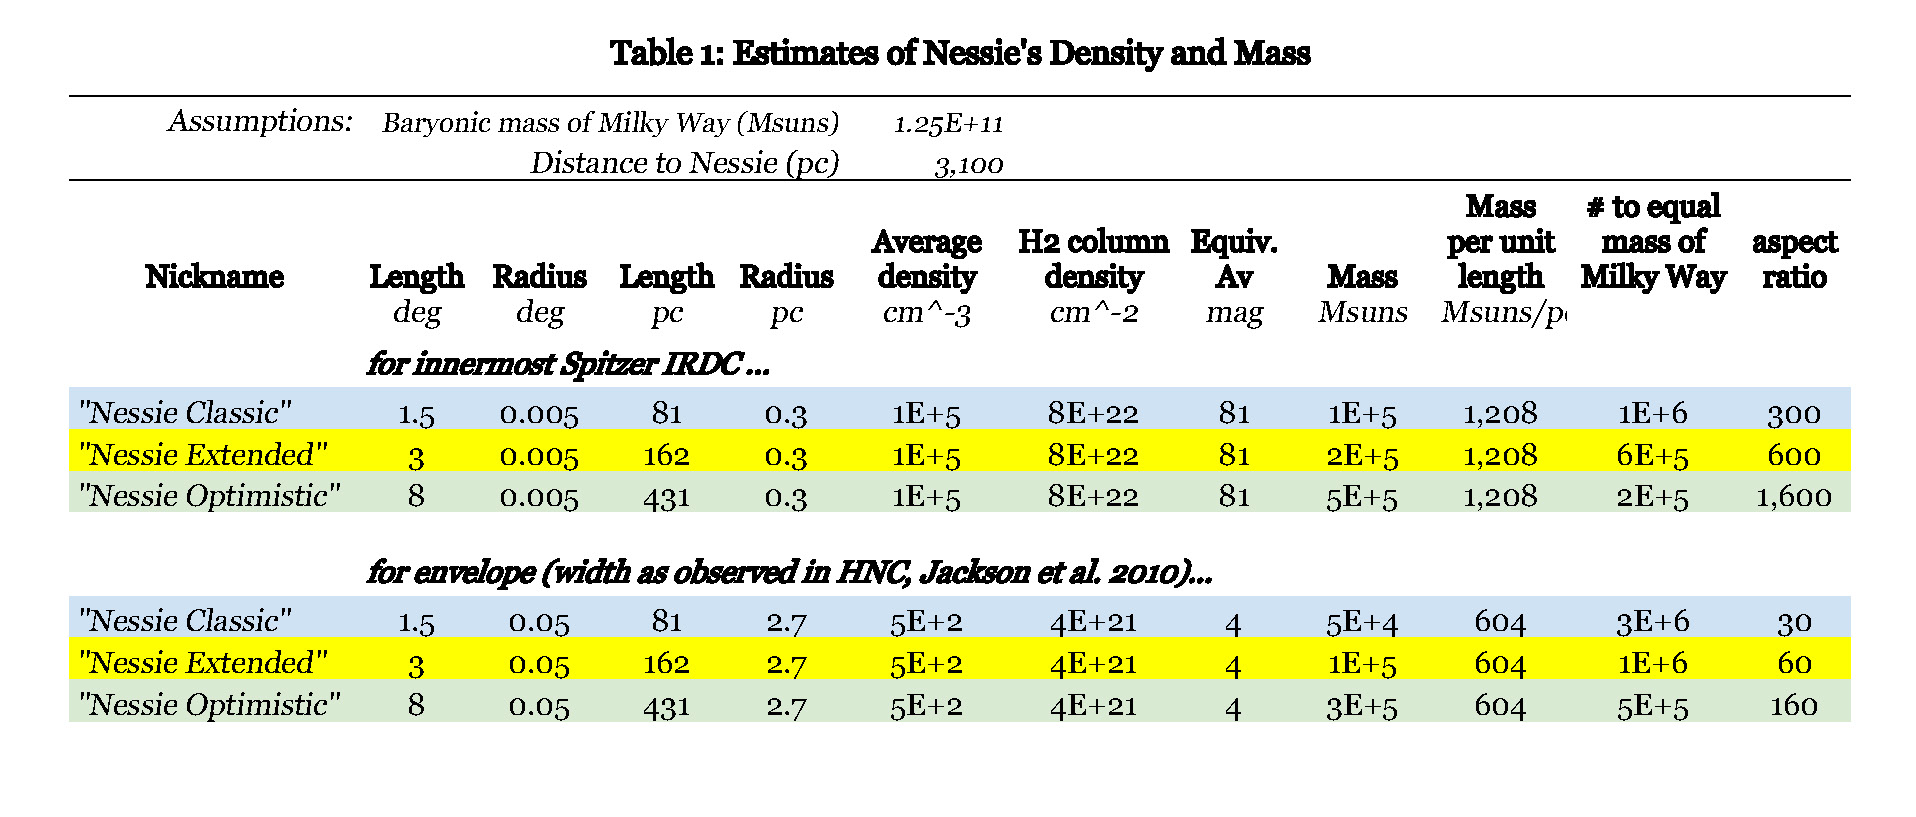 Table 1: Estimates of Nessie's Density and Mass
Assumptions: Baryonic mass of Milky Way (Msuns) 1.25E+11
Distance to Nessie (pc) 3,100
Mass # to equal
Average H2 column Equiv. per unit mass of aspect
Nickname Length Radius Length Radius density density Av Mass length Milky Way ratio
deg deg pc pc cm^-3 cm^-2 mag Msuns Msuns/p
for innermost Spitzer IRDC ...
"Nessie Classic" 1.5 0.005 81 0.3 1E+5 8E+22 81 1E+5 1,208 1E+6 300
"Nessie Extended" 3 0.005 162 0.3 1E+5 8E+22 81 2E+5 1,208 6E+5 600
"Nessie Optimistic" 8 0.005 431 0.3 1E+5 8E+22 81 5E+5 1,208 2E+5 1,600
for envelope (width as observed in HNC, Jackson et al. 2010)...
"Nessie Classic" 1.5 0.05 81 2.7 5E+2 4E+21 4 5E+4 604 3E+6 30
"Nessie Extended" 3 0.05 162 2.7 5E+2 4E+21 4 1E+5 604 1E+6 60
"Nessie Optimistic" 8 0.05 431 2.7 5E+2 4E+21 4 3E+5 604 5E+5 160